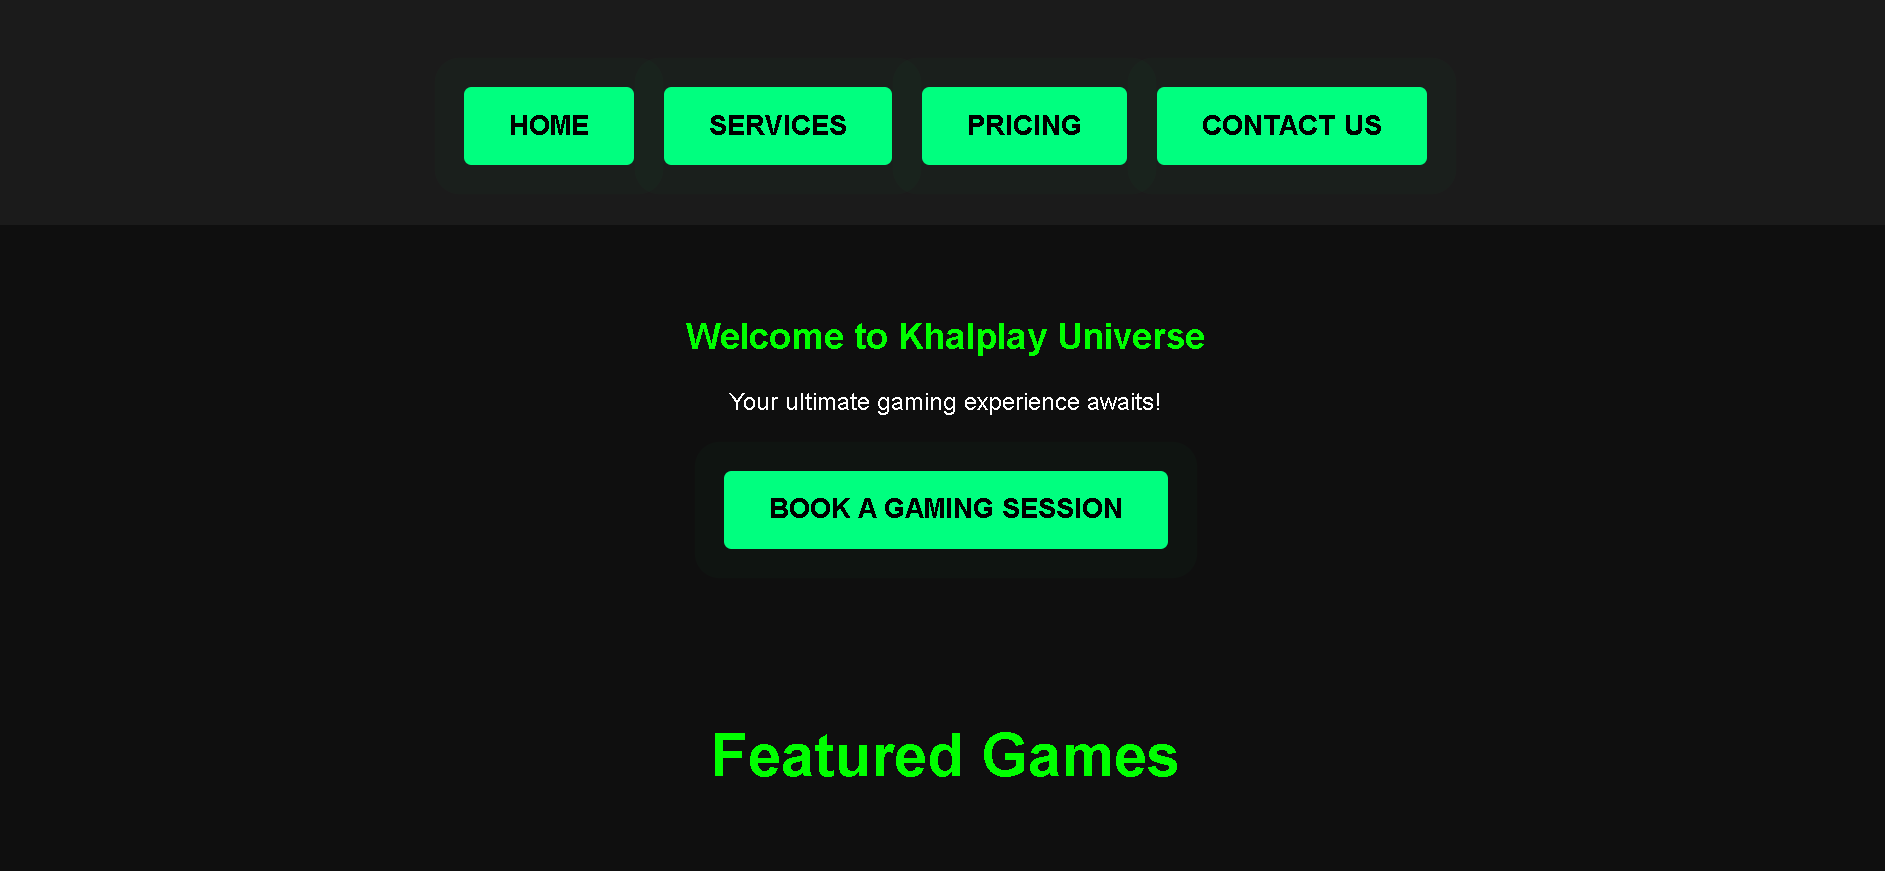 HOME SERVICES PRICING CONTACT US
Welcome to Khalplay Universe
Your ultimate gaming experience awaits!
BOOK A GAMING SESSION
Featured Games